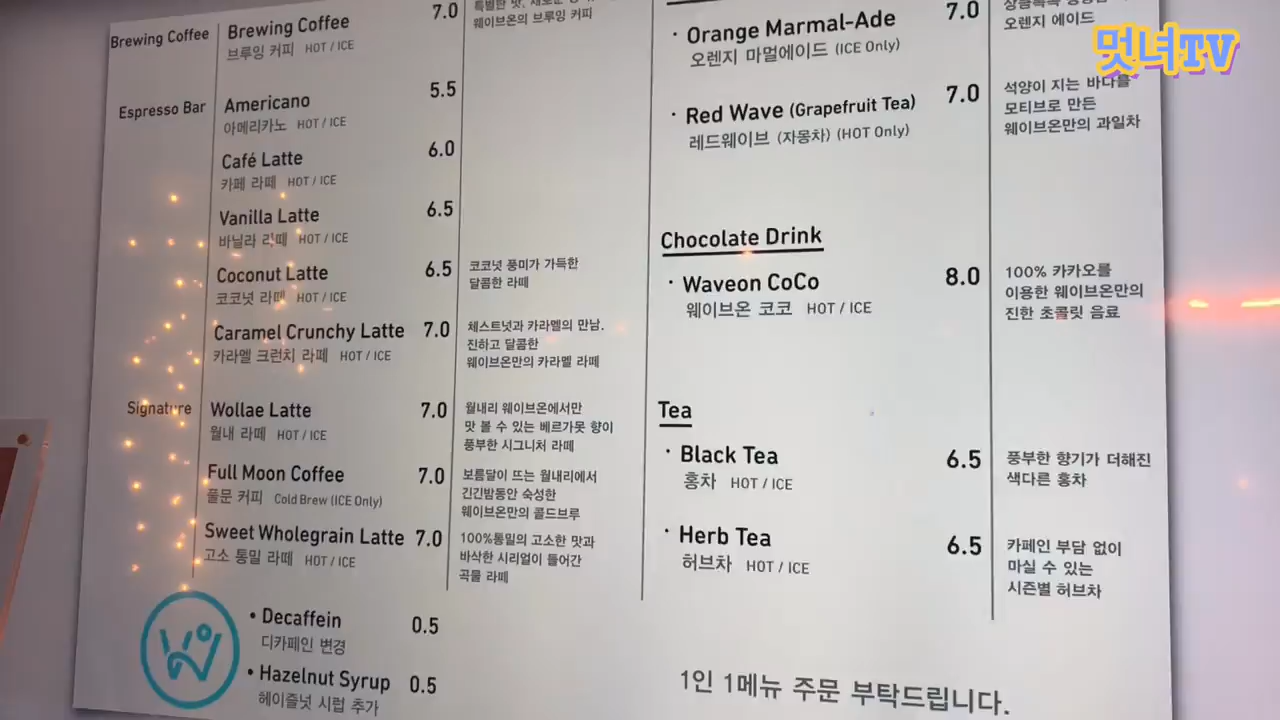 Brewing Coffee
Brewing Coffee 7.0
브루잉 커피 HOT / ICE
웨이브온의 브루잉 커피
Espresso Bar
Americano 5.5
아메리카노 HOT / ICE
Café Latte 6.0
카페 라떼 HOT / ICE
Vanilla Latte 6.5
바닐라 라떼 HOT / ICE
Coconut Latte 6.5
코코넛 라떼 HOT / ICE
코코넛 풍미가 가득한
달콤한 라떼
Caramel Crunchy Latte 7.0
카라멜 크런치 라떼 HOT / ICE
체스트넛과 카라멜의 만남.
진하고 달콤한
웨이브온만의 카라멜 라떼
Signature
Wollae Latte 7.0
월내 라떼 HOT / ICE
월내리 웨이브온에서만
맛 볼 수 있는 베르가못 향이
풍부한 시그니처 라떼
Full Moon Coffee 7.0
풀문 커피 Cold Brew (ICE Only)
보름달이 뜨는 월내리에서
긴긴밤동안 숙성한
웨이브온만의 콜드브루
Sweet Wholegrain Latte 7.0
고소 통밀 라떼 HOT / ICE
100%통밀의 고소한 맛과
바삭한 시리얼이 들어간
곡물 라떼
• Decaffein 0.5
디카페인 변경
• Hazelnut Syrup 0.5
헤이즐넛 시럽 추가
· Orange Marmal-Ade 7.0
오렌지 마멀에이드 (ICE Only)
오렌지 에이드
· Red Wave (Grapefruit Tea) 7.0
레드웨이브 (자몽차) (HOT Only)
석양이 지는 바다를
모티브로 만든
웨이브온만의 과일차
Chocolate Drink
· Waveon CoCo 8.0
웨이브온 코코 HOT / ICE
100% 카카오를
이용한 웨이브온만의
진한 초콜릿 음료
Tea
· Black Tea 6.5
홍차 HOT / ICE
풍부한 향기가 더해진
색다른 홍차
· Herb Tea 6.5
허브차 HOT / ICE
카페인 부담 없이
마실 수 있는
시즌별 허브차
1인 1메뉴 주문 부탁드립니다.
멋녀TV